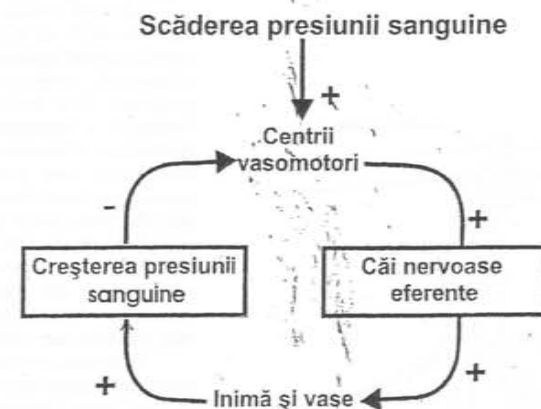 Scăderea presiunii sanguine
+
Centrii
vasomotori
-
+
Creşterea presiunii
sanguine
Căi nervoase
eferente
+
+
Inimă şi vase